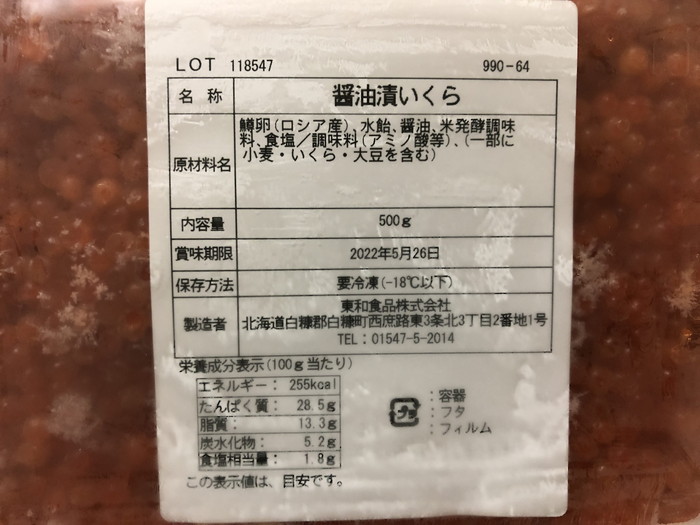 LOT 118547 990-64
名称 醤油漬いくら
原材料名 鱒卵(ロシア産)、水飴、醤油、米発酵調味
料、食塩/調味料(アミノ酸等)、(一部に
小麦・いくら・大豆を含む)
内容量 500g
賞味期限 2022年5月26日
保存方法 要冷凍(-18℃以下)
製造者 東和食品株式会社
北海道白糠郡白糠町西庶路東3条北3丁目2番地1号
TEL:01547-5-2014
栄養成分表示(100g当たり)
エネルギー: 255kcal
たんぱく質: 28.5g
脂質: 13.3g
炭水化物: 5.2g
食塩相当量: 1.8g
この表示値は、目安です。
プラ
:容器
:フタ
:フィルム